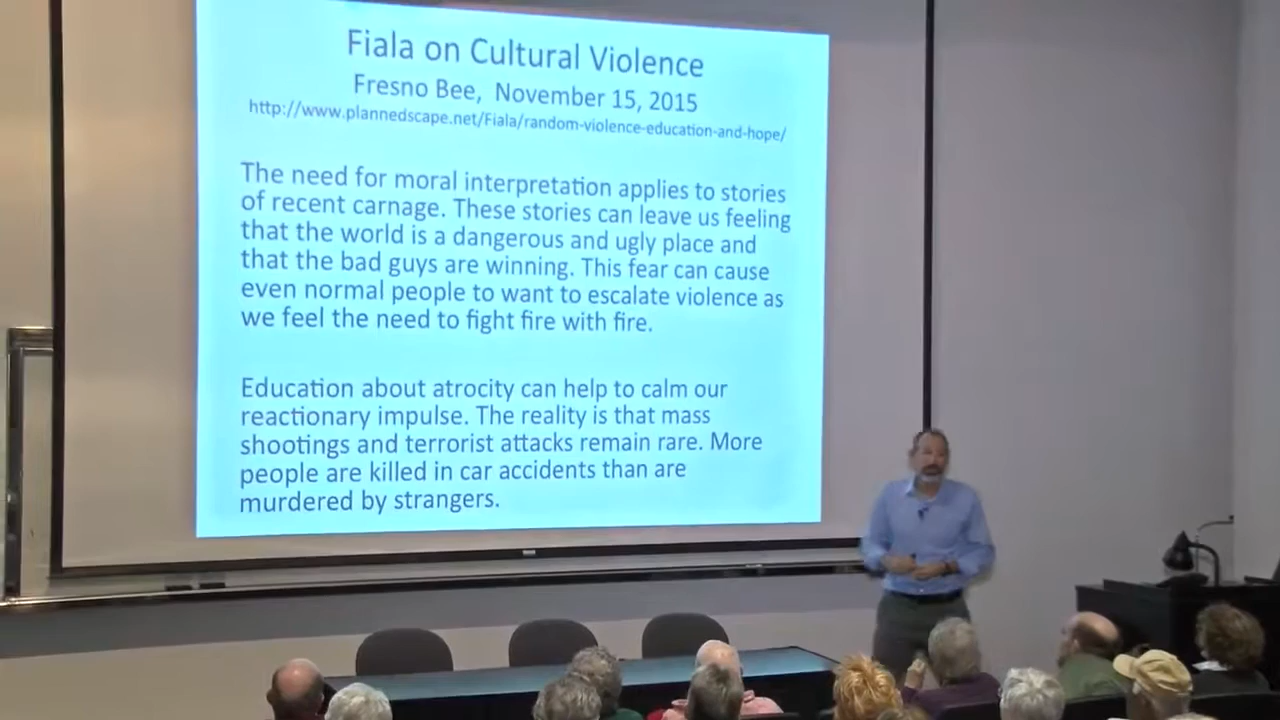 Fiala on Cultural Violence
Fresno Bee, November 15, 2015
http://www.plannedscape.net/Fiala/random-violence-education-and-hope/
The need for moral interpretation applies to stories
of recent carnage. These stories can leave us feeling
that the world is a dangerous and ugly place and
that the bad guys are winning. This fear can cause
even normal people to want to escalate violence as
we feel the need to fight fire with fire.
Education about atrocity can help to calm our
reactionary impulse. The reality is that mass
shootings and terrorist attacks remain rare. More
people are killed in car accidents than are
murdered by strangers.